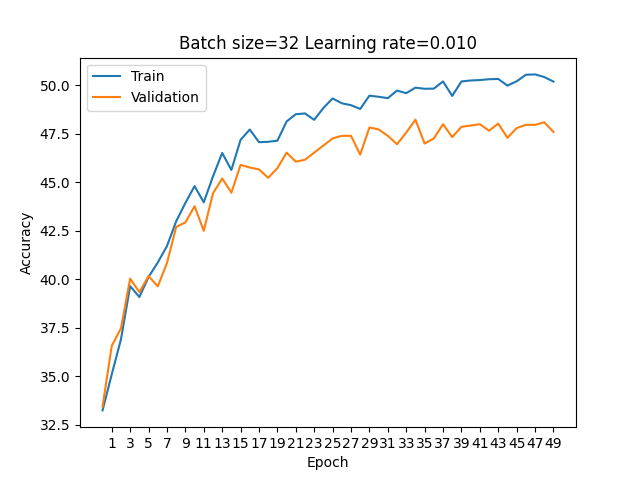 Batch size=32 Learning rate=0.010
Train
Validation
50.0
47.5
45.0
42.5
40.0
37.5
35.0
32.5
Accuracy
1 3 5 7 9 11 13 15 17 19 21 23 25 27 29 31 33 35 37 39 41 43 45 47 49
Epoch